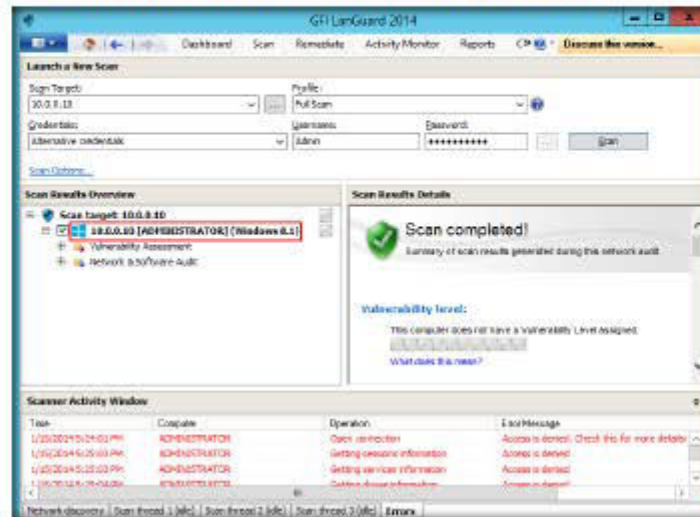 GFI LanGuard 2014
Dashboard Scan Remediate Activity Monitor Reports Discuss this version...
Launch a New Scan
Scan Target: Profile:
10.0.0.10 Full Scan
Credentials: Username: Password:
Alternative credentials Admin ●●●●●●●●●● Scan
Scan Options...
Scan Results Overview Scan Results Details
Scan target: 10.0.0.10
10.0.0.10 [ADMINISTRATOR] (Windows 8.1)
Vulnerability Assessment
Network & Software Audit
Scan completed!
Summary of scan results generated during this network audit
Vulnerability level:
This computer does not have a Vulnerability Level assigned.
What does this mean?
Scanner Activity Window
Time Computer Operation Error Message
ADMINISTRATOR Open connection Access is denied. Check this for more details
ADMINISTRATOR Getting sessions information Access is denied
ADMINISTRATOR Getting services information Access is denied
ADMINISTRATOR Access is denied
Network discovery Scan thread 1 (idle) Scan thread 2 (idle) Scan thread 3 (idle) Errors